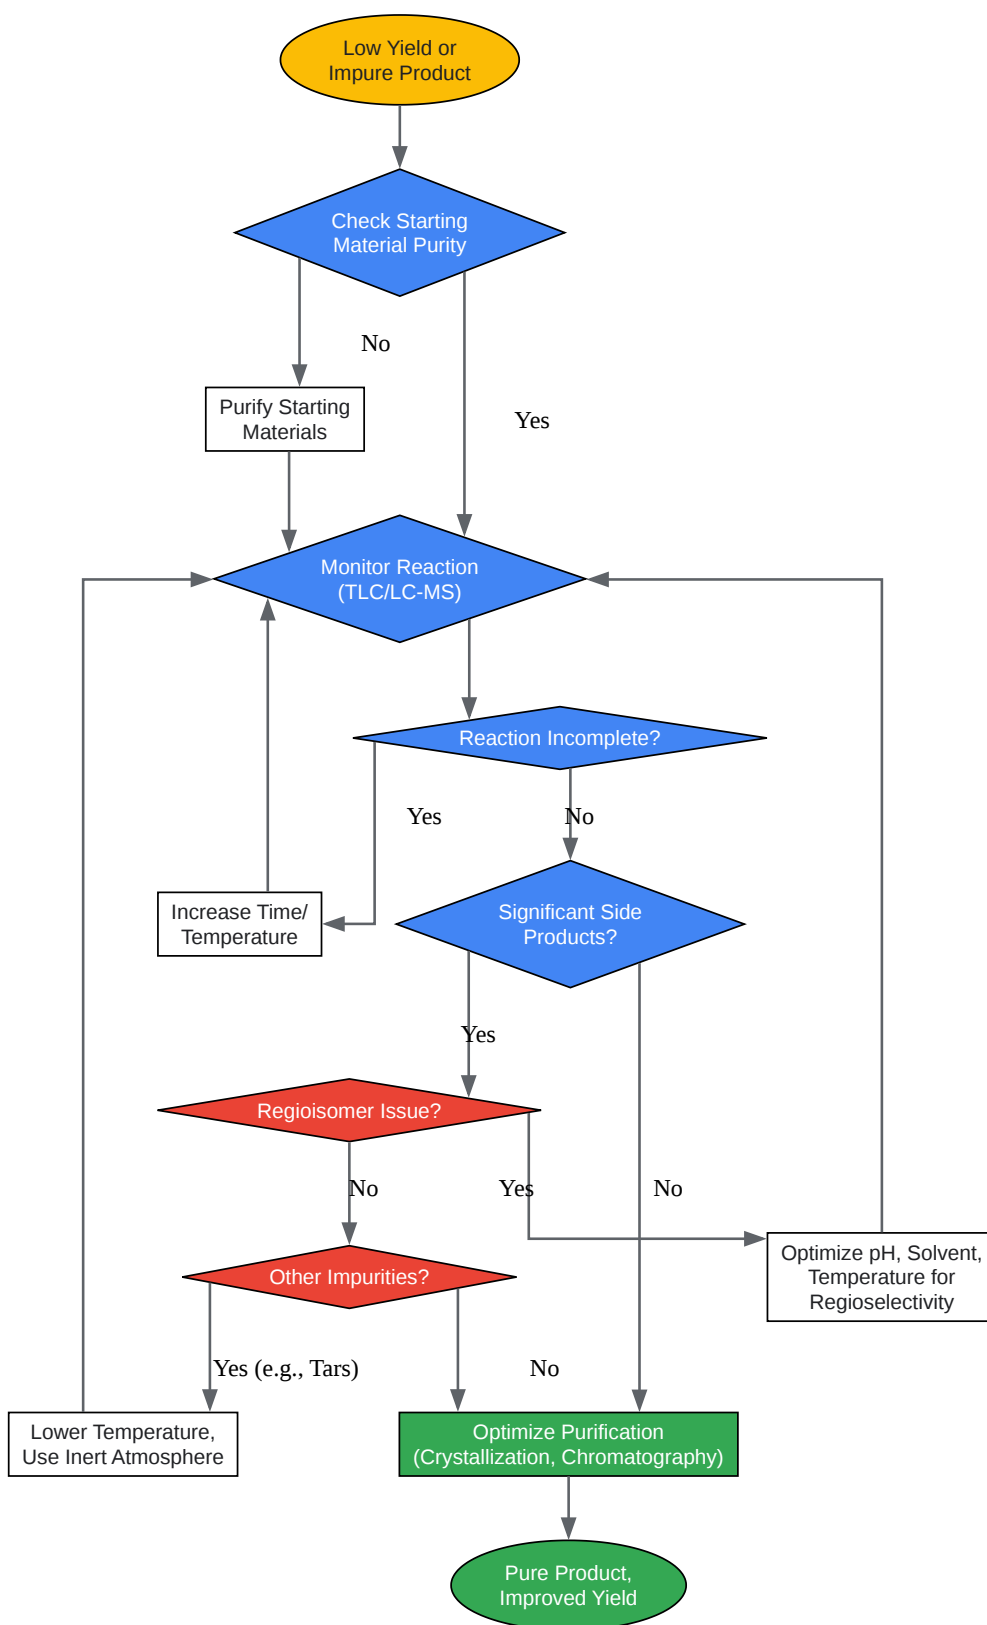 Low Yield or
Impure Product
Check Starting
Material Purity
No
Purify Starting
Materials
Yes
Monitor Reaction
(TLC/LC-MS)
Reaction Incomplete?
Yes
No
Increase Time/
Temperature
Significant Side
Products?
Yes
Regioisomer Issue?
No
Yes
No
Optimize pH, Solvent,
Temperature for
Regioselectivity
Other Impurities?
Yes (e.g., Tars)
No
Lower Temperature,
Use Inert Atmosphere
Optimize Purification
(Crystallization, Chromatography)
Pure Product,
Improved Yield